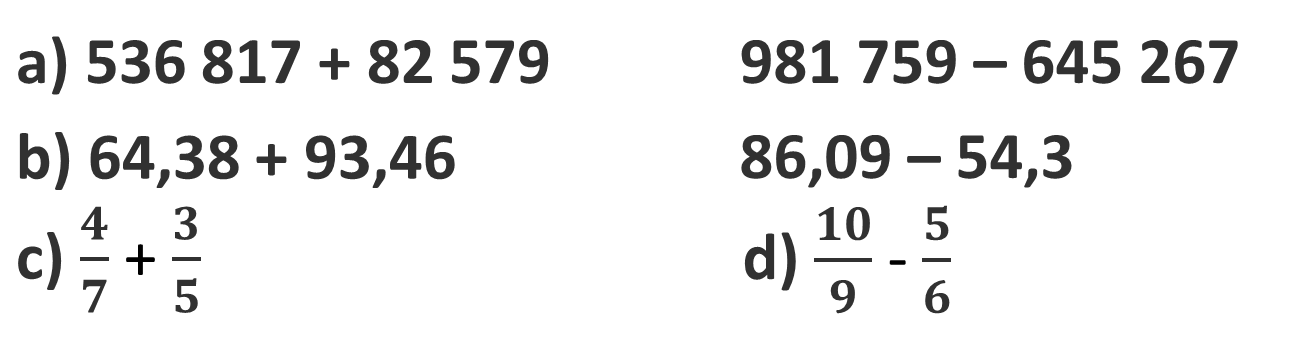 a) 536 817 + 82 579 981 759 – 645 267
b) 64,38 + 93,46 86,09 – 54,3
c) 4/7 + 3/5 d) 10/9 - 5/6